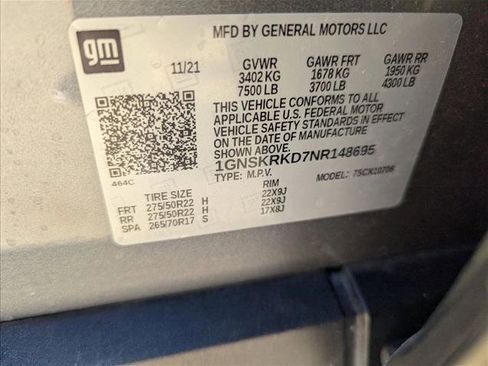 gm
MFD BY GENERAL MOTORS LLC
11/21 GVWR GAWR FRT GAWR RR
3402 KG 1678 KG 1950 KG
7500 LB 3700 LB 4300 LB
THIS VEHICLE CONFORMS TO ALL
APPLICABLE U.S. FEDERAL MOTOR
VEHICLE SAFETY STANDARDS IN EFFECT
ON THE DATE OF MANUFACTURE SHOWN ABOVE.
1GNSKRKD7NR148695
TYPE: M.P.V. MODEL: 75CK10706
464C
TIRE SIZE RIM
FRT 275/50R22 H 22X9J
RR 275/50R22 H 22X9J
SPA 265/70R17 S 17X8J